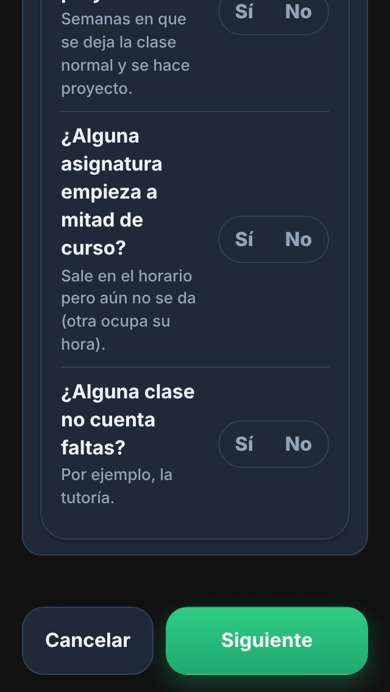 Semanas en que
se deja la clase
normal y se hace
proyecto.
Sí No
¿Alguna
asignatura
empieza a
mitad de
curso?
Sale en el horario
pero aún no se da
(otra ocupa su
hora).
Sí No
¿Alguna clase
no cuenta
faltas?
Por ejemplo, la
tutoría.
Sí No
Cancelar
Siguiente